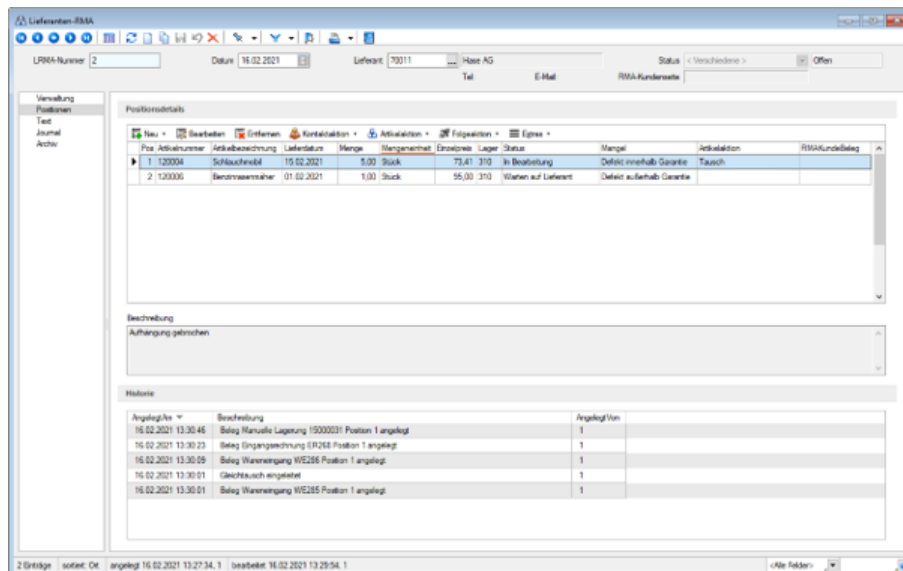 Lieferanten-RMA
LRMA-Nummer 2 Datum 16.02.2021 Lieferant 70011 ... Hase AG Status < Verschiedene > Offen
Tel: E-Mail: RMA-Kundenseite
Verwaltung
Positionen
Text
Journal
Archiv
Positionsdetails
Neu Bearbeiten Entfernen Kontaktaktion Artikelaktion Folgeaktion Extras
Pos Artikelnummer Artikelbezeichnung Lieferdatum Menge Mengeneinheit Einzelpreis Lager Status Mangel Artikelaktion RMAKundeBeleg
1 120004 Schlauchmobil 15.02.2021 5,00 Stück 73,41 310 In Bearbeitung Defekt innerhalb Garantie Tausch
2 120006 Benzinrasenmäher 01.02.2021 1,00 Stück 55,00 310 Warten auf Lieferant Defekt außerhalb Garantie
Beschreibung
Aufhängung gebrochen
Historie
AngelegtAm Beschreibung AngelegtVon
16.02.2021 13:30:46 Beleg Manuelle Lagerung 15000031 Position 1 angelegt 1
16.02.2021 13:30:23 Beleg Eingangsrechnung ER268 Position 1 angelegt 1
16.02.2021 13:30:09 Beleg Wareneingang WE286 Position 1 angelegt 1
16.02.2021 13:30:01 Gleichtausch eingeleitet 1
16.02.2021 13:30:01 Beleg Wareneingang WE285 Position 1 angelegt 1
2 Einträge sortiert: Ort angelegt 16.02.2021 13:27:34, 1 bearbeitet 16.02.2021 13:29:54, 1 <Alle Felder>